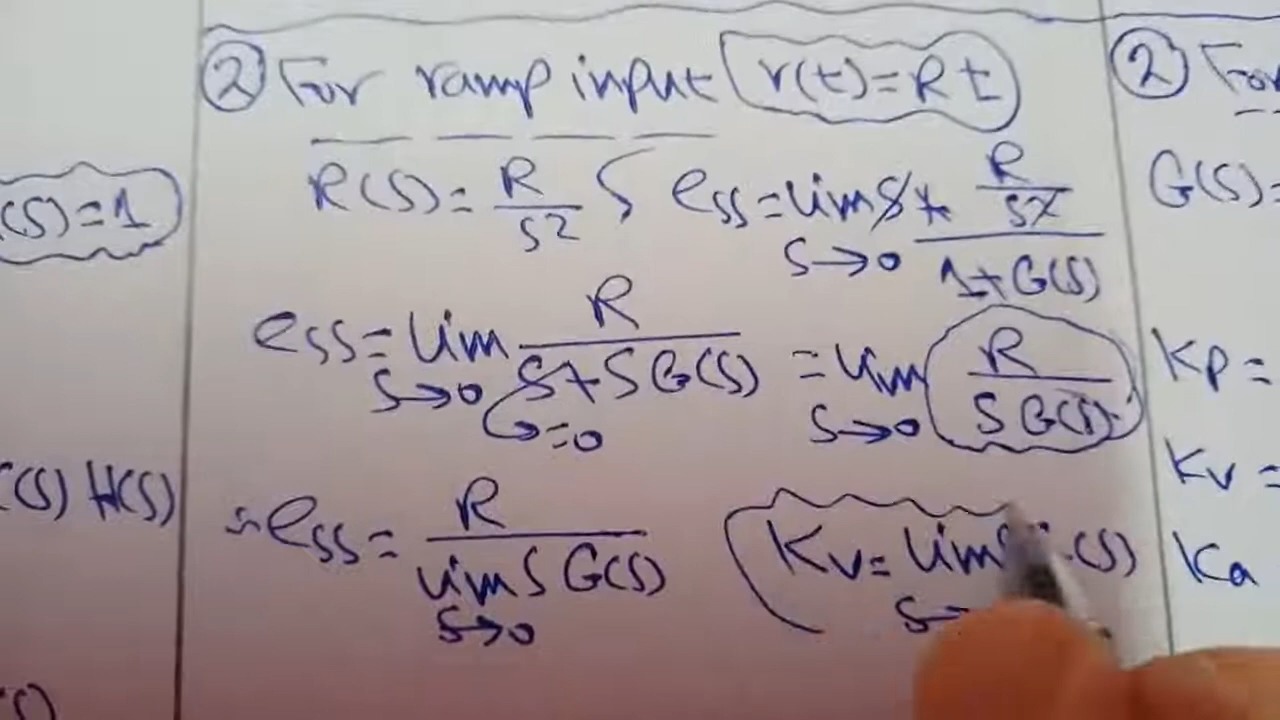 ② For ramp input r(t)=Rt
R(S)=R/S² , ess=lim S→0 S* (R/S²)/(1+G(S))
ess=lim S→0 R/(S+SG(S)) =lim S→0 R/(SG(S))
→=0
∴ess=R/(lim S→0 S G(S))
Kv=lim
(S)=1
(S) H(S)
(S)
② For
G(S)=
Kp=
Kv=
Ka